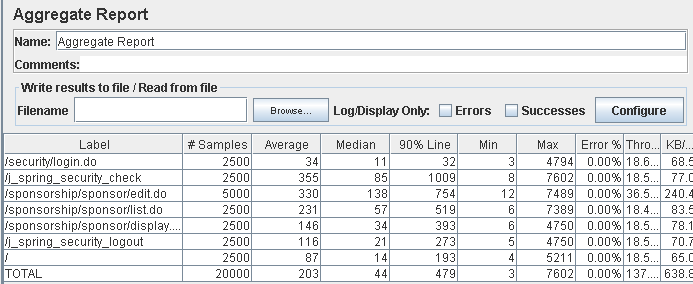 Aggregate Report
Name: Aggregate Report
Comments:
Write results to file / Read from file
Filename Browse... Log/Display Only: Errors Successes Configure
Label # Samples Average Median 90% Line Min Max Error % Thro... KB/...
/security/login.do 2500 34 11 32 3 4794 0.00% 18.6... 68.5
/j_spring_security_check 2500 355 85 1009 8 7602 0.00% 18.6... 77.0
/sponsorship/sponsor/edit.do 5000 330 138 754 12 7489 0.00% 36.5... 240.4
/sponsorship/sponsor/list.do 2500 231 57 519 6 7389 0.00% 18.4... 83.5
/sponsorship/sponsor/display.... 2500 146 34 393 6 4750 0.00% 18.5... 78.1
/j_spring_security_logout 2500 116 21 273 5 4750 0.00% 18.5... 70.7
/ 2500 87 14 193 4 5211 0.00% 18.5... 65.0
TOTAL 20000 203 44 479 3 7602 0.00% 137.... 638.8